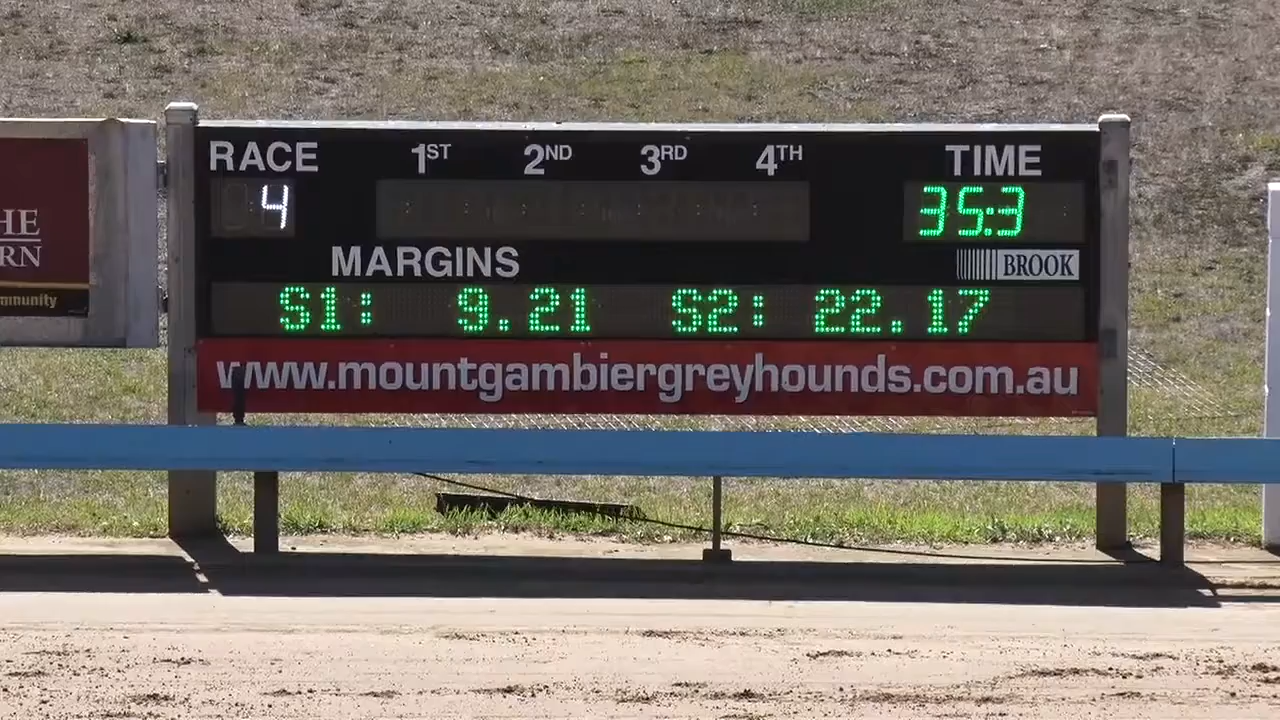 RACE 1ST 2ND 3RD 4TH TIME
4 35:3
MARGINS
BROOK
S1: 9.21 S2: 22.17
www.mountgambiergreyhounds.com.au
HE
RN
mmunity